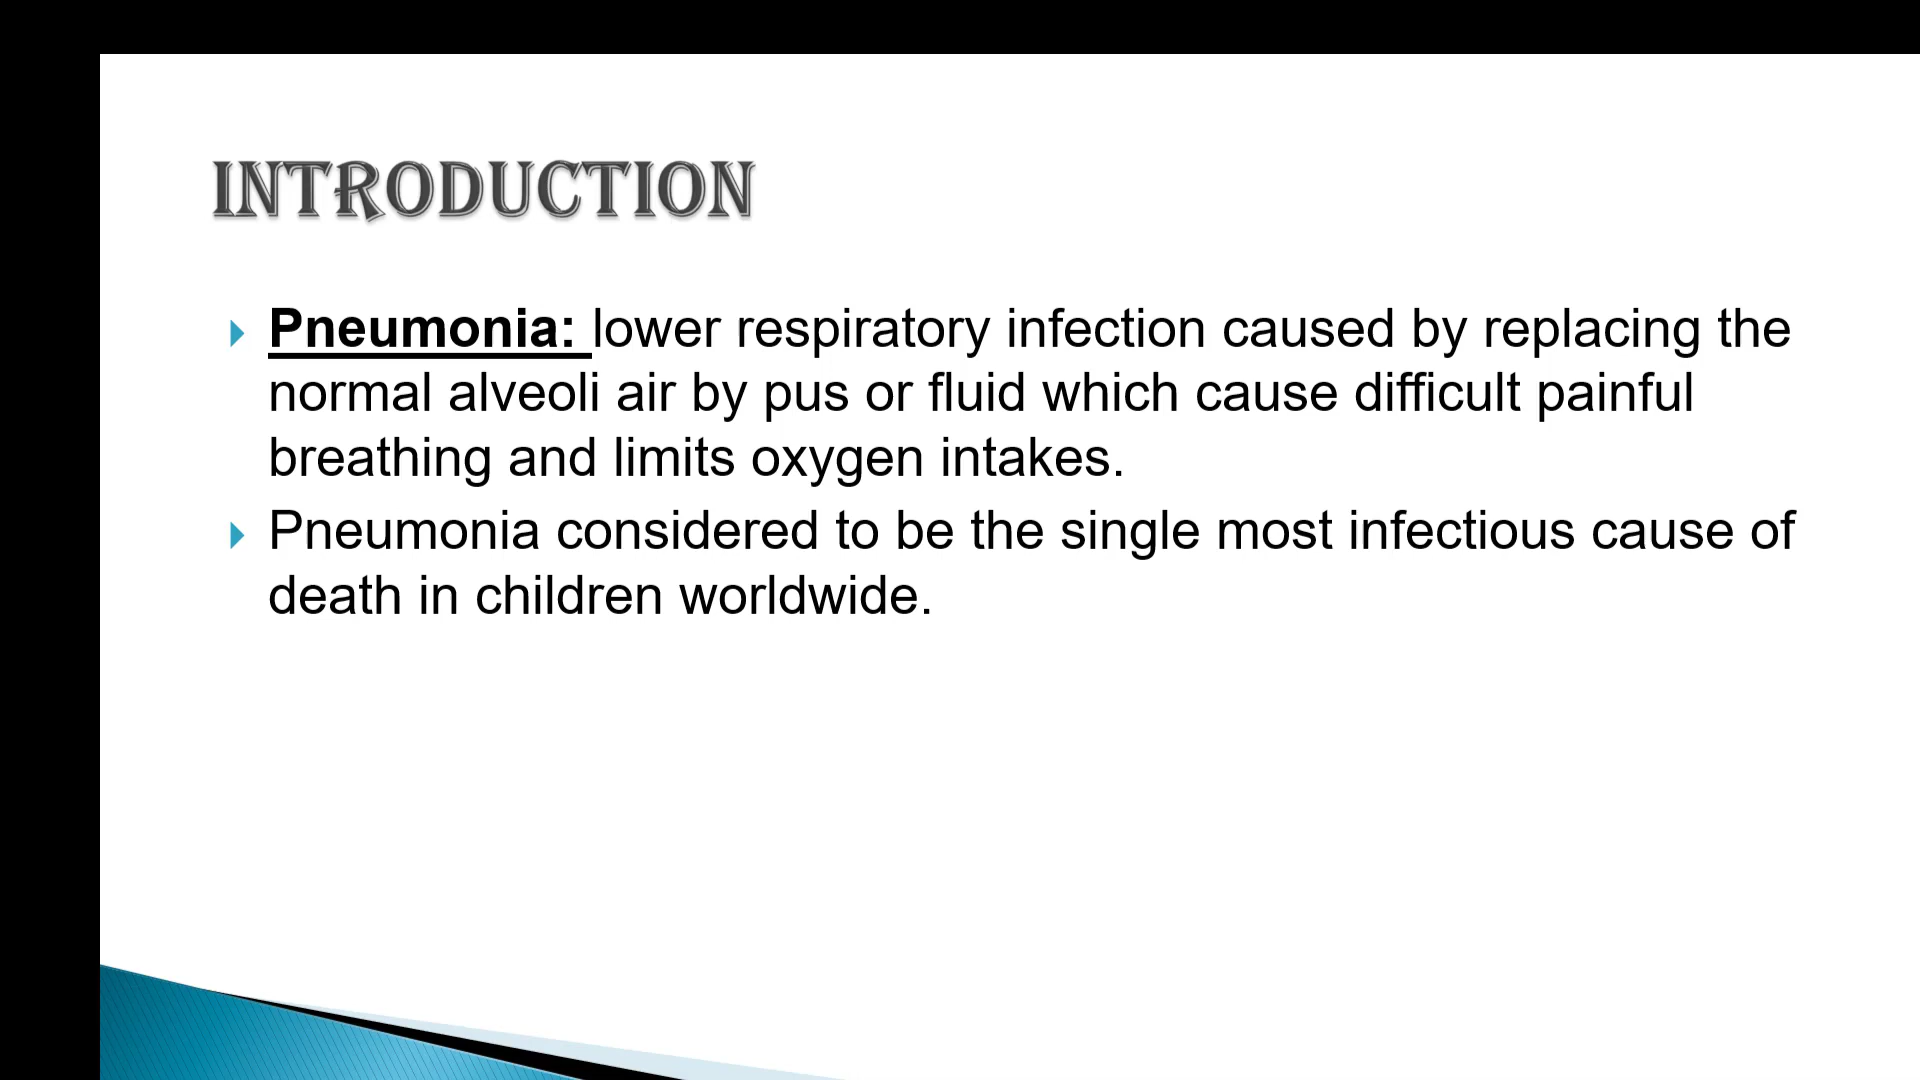 INTRODUCTION
Pneumonia: lower respiratory infection caused by replacing the
normal alveoli air by pus or fluid which cause difficult painful
breathing and limits oxygen intakes.
Pneumonia considered to be the single most infectious cause of
death in children worldwide.